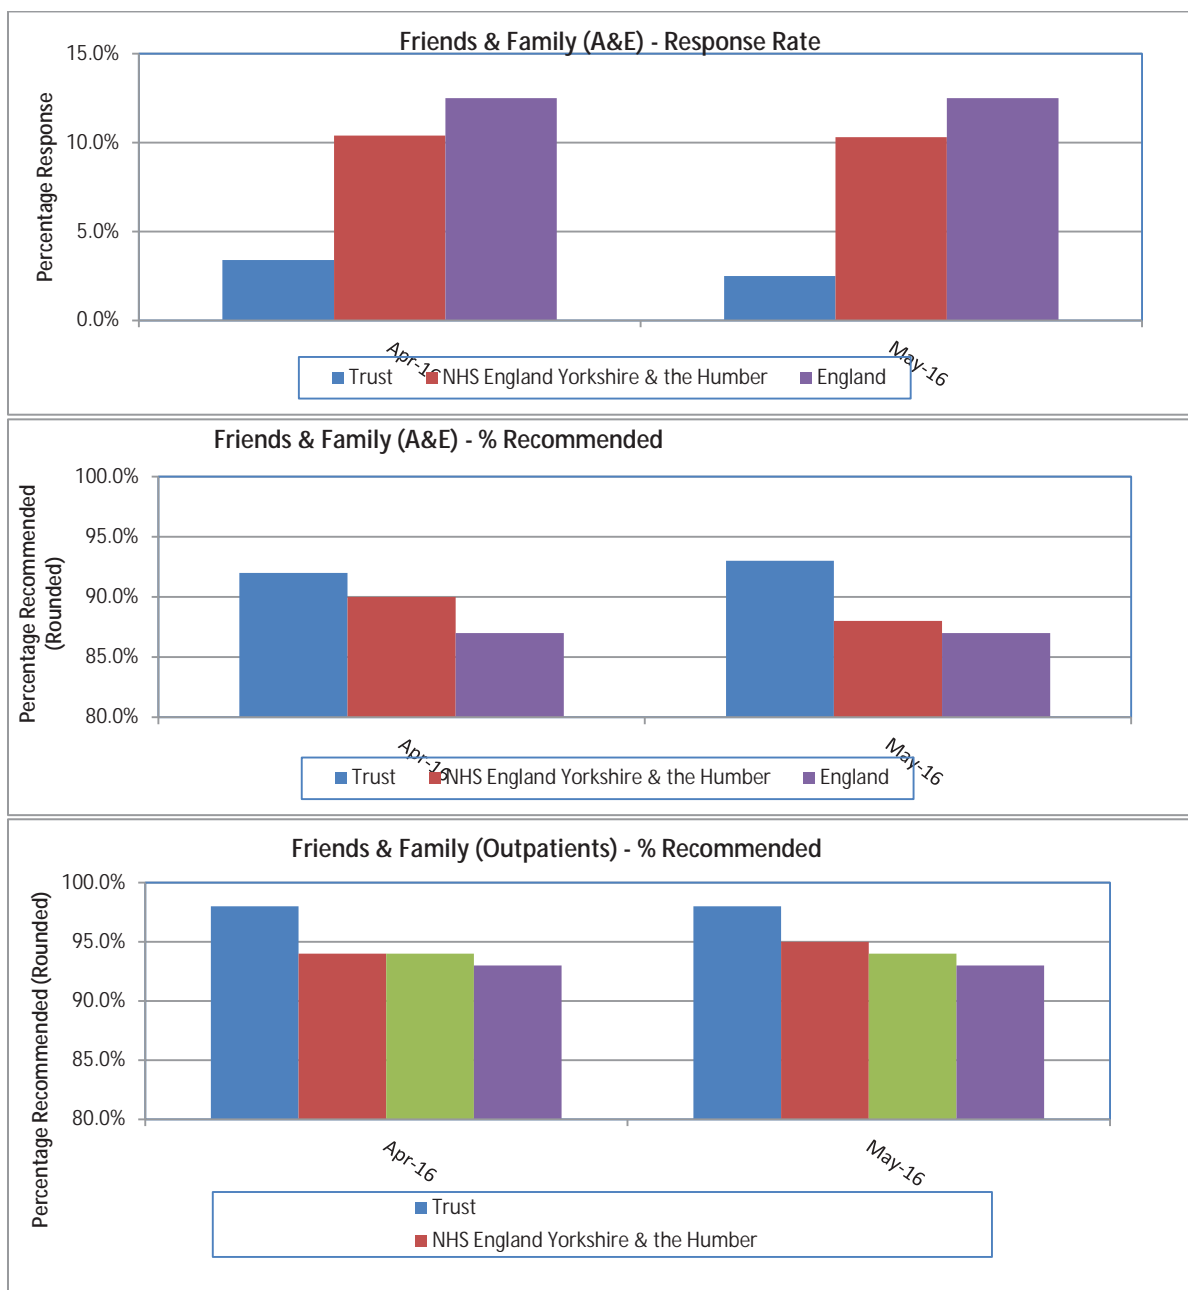 Friends & Family (A&E) - Response Rate
Percentage Response
15.0%
10.0%
5.0%
0.0%
Apr-16
May-16
Trust
NHS England Yorkshire & the Humber
England
Friends & Family (A&E) - % Recommended
Percentage Recommended
(Rounded)
100.0%
95.0%
90.0%
85.0%
80.0%
Apr-16
May-16
Trust
NHS England Yorkshire & the Humber
England
Friends & Family (Outpatients) - % Recommended
Percentage Recommended (Rounded)
100.0%
95.0%
90.0%
85.0%
80.0%
Apr-16
May-16
Trust
NHS England Yorkshire & the Humber